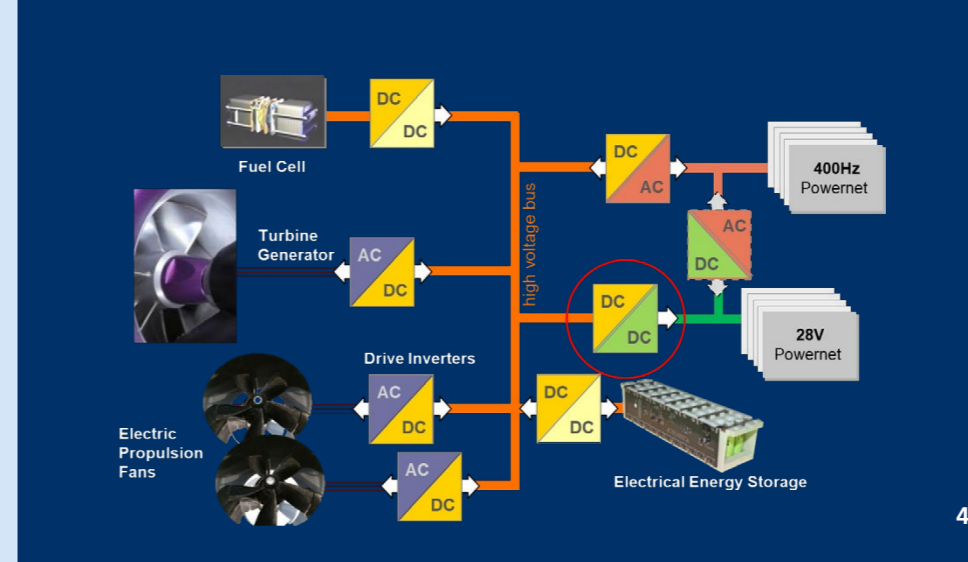 DC
DC
Fuel Cell
DC
AC
400Hz
Powernet
high voltage bus
AC
DC
Turbine
Generator
AC
DC
DC
DC
28V
Powernet
Drive Inverters
AC
DC
DC
DC
Electric
Propulsion
Fans
AC
DC
Electrical Energy Storage
4